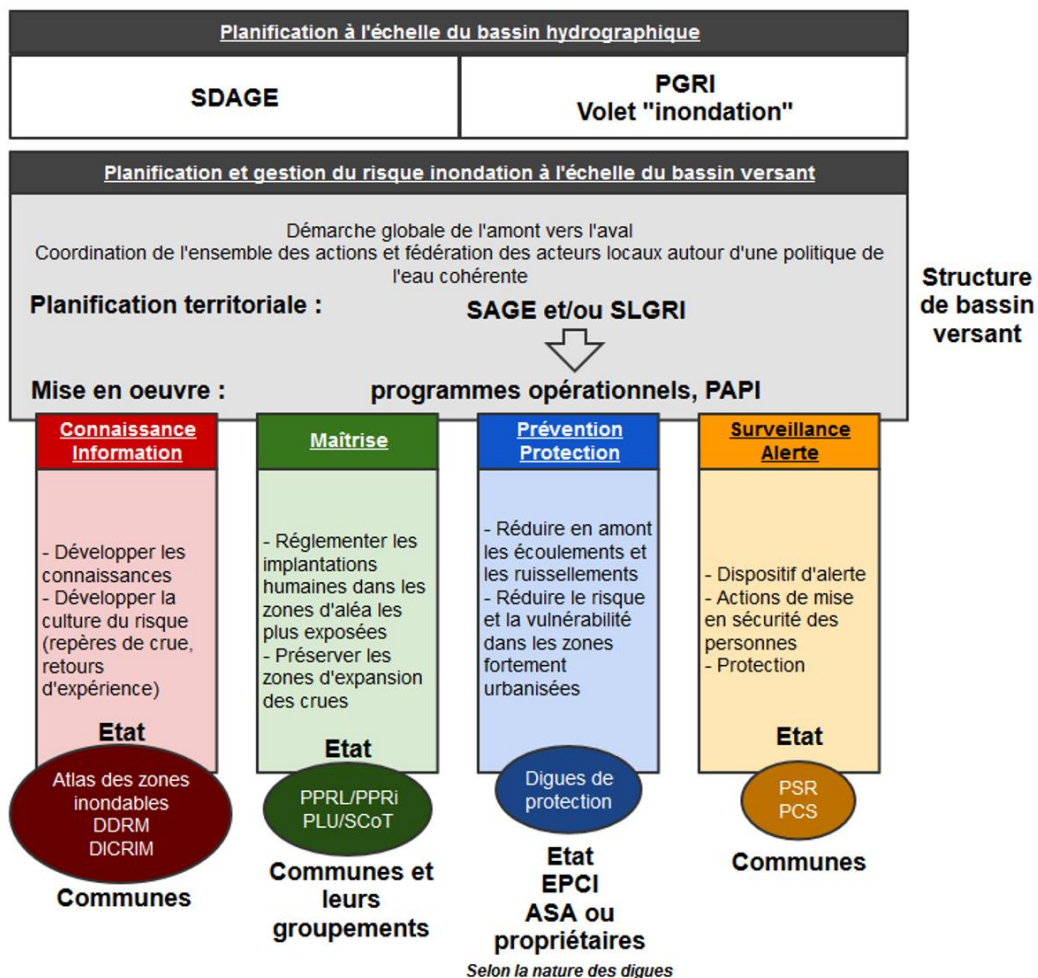 Planification à l'échelle du bassin hydrographique
SDAGE
PGRI
Volet "inondation"
Planification et gestion du risque inondation à l'échelle du bassin versant
Démarche globale de l'amont vers l'aval
Coordination de l'ensemble des actions et fédération des acteurs locaux autour d'une politique de
l'eau cohérente
Planification territoriale :
SAGE et/ou SLGRI
Mise en oeuvre :
programmes opérationnels, PAPI
Structure
de bassin
versant
Connaissance
Information
- Développer les
connaissances
- Développer la
culture du risque
(repères de crue,
retours
d'expérience)
Etat
Atlas des zones
inondables
DDRM
DICRIM
Communes
Maîtrise
- Réglementer les
implantations
humaines dans les
zones d'aléa les
plus exposées
- Préserver les
zones d'expansion
des crues
Etat
PPRL/PPRi
PLU/SCoT
Communes et
leurs
groupements
Prévention
Protection
- Réduire en amont
les écoulements et
les ruissellements
- Réduire le risque
et la vulnérabilité
dans les zones
fortement
urbanisées
Digues de
protection
Etat
EPCI
ASA ou
propriétaires
Selon la nature des digues
Surveillance
Alerte
- Dispositif d'alerte
- Actions de mise
en sécurité des
personnes
- Protection
Etat
PSR
PCS
Communes